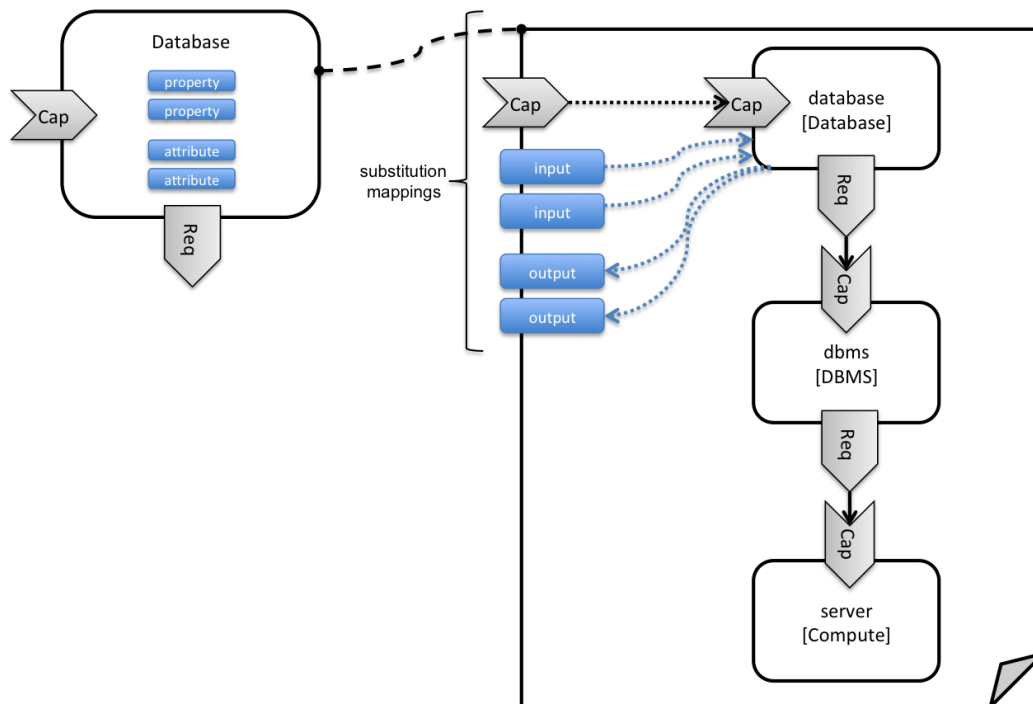 Database
property
property
attribute
attribute
Cap
Req
substitution
mappings
Cap
input
input
output
output
Cap
database
[Database]
Req
Cap
dbms
[DBMS]
Req
Cap
server
[Compute]